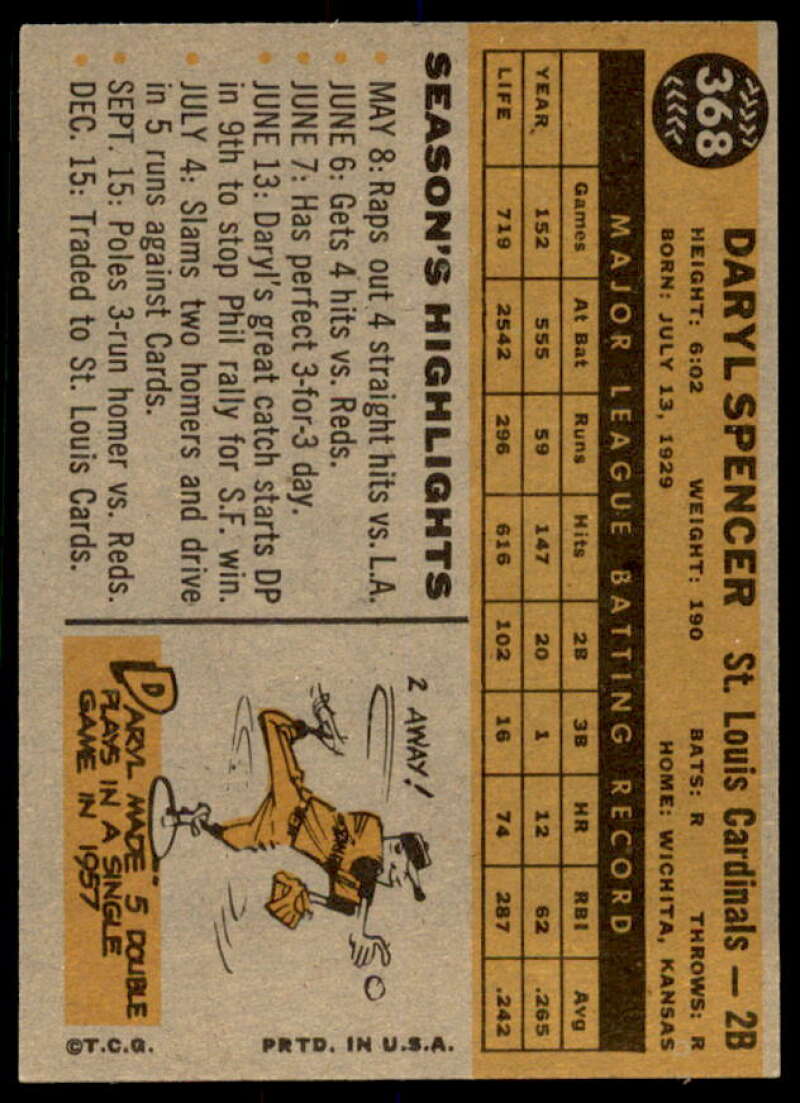 368
DARYL SPENCER St. Louis Cardinals — 2B
HEIGHT: 6:02 WEIGHT: 190 BATS: R THROWS: R
BORN: JULY 13, 1929 HOME: WICHITA, KANSAS
MAJOR LEAGUE BATTING RECORD
Games At Bat Runs Hits 2B 3B HR RBI Avg
YEAR 152 555 59 147 20 1 12 62 .265
LIFE 719 2542 296 616 102 16 74 287 .242
SEASON'S HIGHLIGHTS
• MAY 8: Raps out 4 straight hits vs. L.A.
• JUNE 6: Gets 4 hits vs. Reds.
• JUNE 7: Has perfect 3-for-3 day.
• JUNE 13: Daryl's great catch starts DP
in 9th to stop Phil rally for S.F. win.
• JULY 4: Slams two homers and drive
in 5 runs against Cards.
• SEPT. 15: Poles 3-run homer vs. Reds.
• DEC. 15: Traded to St. Louis Cards.
2 AWAY!
DARYL MADE 5 DOUBLE
PLAYS IN A SINGLE
GAME IN 1957
PRTD. IN U.S.A.
©T.C.G.